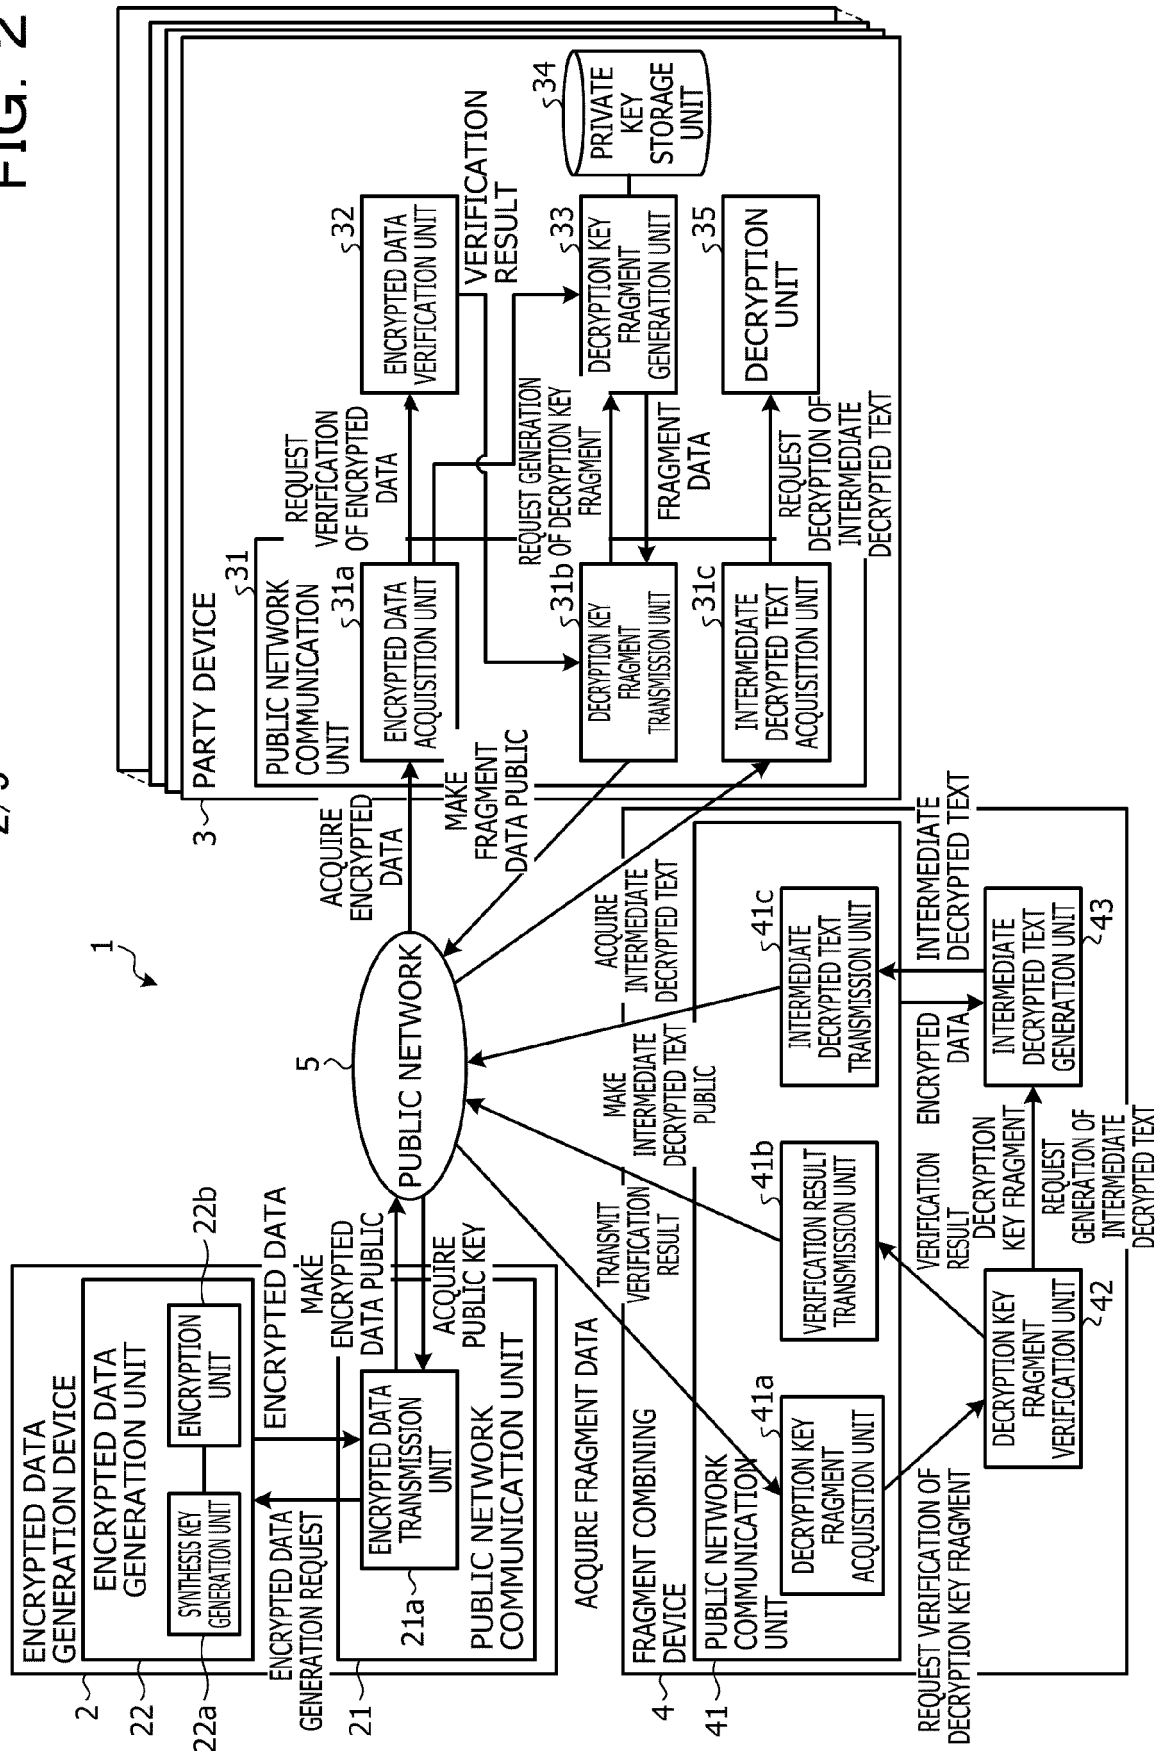 2/9
FIG. 2
1
ENCRYPTED DATA
GENERATION DEVICE
2
ENCRYPTED DATA
GENERATION UNIT
22
SYNTHESIS KEY
GENERATION UNIT
22a
ENCRYPTION
UNIT
22b
ENCRYPTED DATA
GENERATION REQUEST
ENCRYPTED DATA
21
ENCRYPTED DATA
TRANSMISSION
UNIT
21a
PUBLIC NETWORK
COMMUNICATION UNIT
MAKE
ENCRYPTED
DATA PUBLIC
ACQUIRE
PUBLIC KEY
5
PUBLIC NETWORK
ACQUIRE
ENCRYPTED
DATA
MAKE
FRAGMENT
DATA PUBLIC
3
PARTY DEVICE
31
PUBLIC NETWORK
COMMUNICATION
UNIT
31a
ENCRYPTED DATA
ACQUISITION UNIT
REQUEST
VERIFICATION
OF ENCRYPTED
DATA
32
ENCRYPTED DATA
VERIFICATION UNIT
VERIFICATION
RESULT
31b
DECRYPTION KEY
FRAGMENT
TRANSMISSION UNIT
REQUEST GENERATION
OF DECRYPTION KEY
FRAGMENT
FRAGMENT
DATA
33
DECRYPTION KEY
FRAGMENT
GENERATION UNIT
34
PRIVATE
KEY
STORAGE
UNIT
31c
INTERMEDIATE
DECRYPTED TEXT
ACQUISITION UNIT
REQUEST
DECRYPTION OF
INTERMEDIATE
DECRYPTED TEXT
35
DECRYPTION
UNIT
ACQUIRE FRAGMENT DATA
TRANSMIT
VERIFICATION
RESULT
MAKE
INTERMEDIATE
DECRYPTED TEXT
PUBLIC
ACQUIRE
INTERMEDIATE
DECRYPTED TEXT
FRAGMENT COMBINING
DEVICE
4
PUBLIC NETWORK
COMMUNICATION
UNIT
41
DECRYPTION KEY
FRAGMENT
ACQUISITION UNIT
41a
VERIFICATION RESULT
TRANSMISSION UNIT
41b
INTERMEDIATE
DECRYPTED TEXT
TRANSMISSION UNIT
41c
REQUEST VERIFICATION OF
DECRYPTION KEY FRAGMENT
VERIFICATION
RESULT
DECRYPTION
KEY FRAGMENT
ENCRYPTED
DATA
INTERMEDIATE
DECRYPTED TEXT
DECRYPTION KEY
FRAGMENT
VERIFICATION UNIT
42
REQUEST
GENERATION OF
INTERMEDIATE
DECRYPTED TEXT
INTERMEDIATE
DECRYPTED TEXT
GENERATION UNIT
43